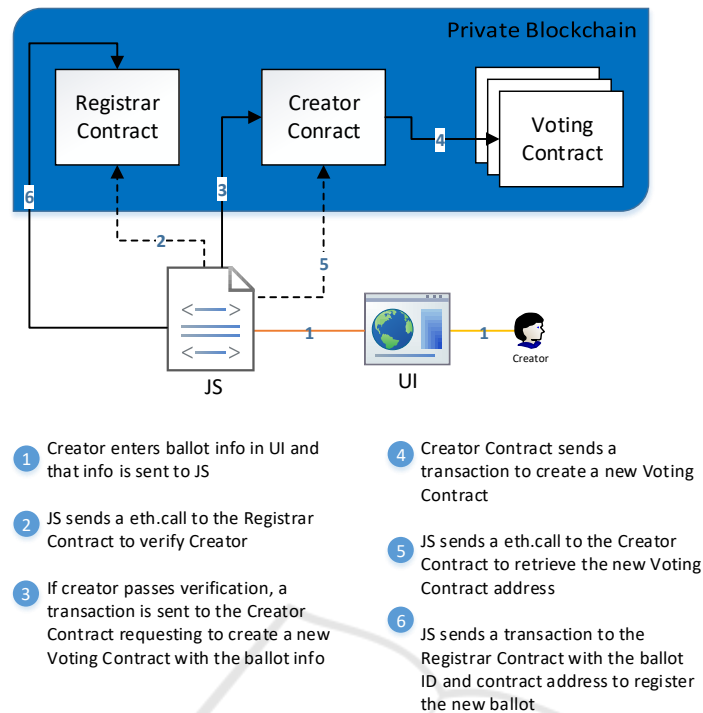 Private Blockchain
Registrar
Contract
Creator
Conract
Voting
Contract
4
6
3
2
5
1
1
Creator
JS
UI
1 Creator enters ballot info in UI and
that info is sent to JS
2 JS sends a eth.call to the Registrar
Contract to verify Creator
3 If creator passes verification, a
transaction is sent to the Creator
Contract requesting to create a new
Voting Contract with the ballot info
4 Creator Contract sends a
transaction to create a new Voting
Contract
5 JS sends a eth.call to the Creator
Contract to retrieve the new Voting
Contract address
6 JS sends a transaction to the
Registrar Contract with the ballot
ID and contract address to register
the new ballot